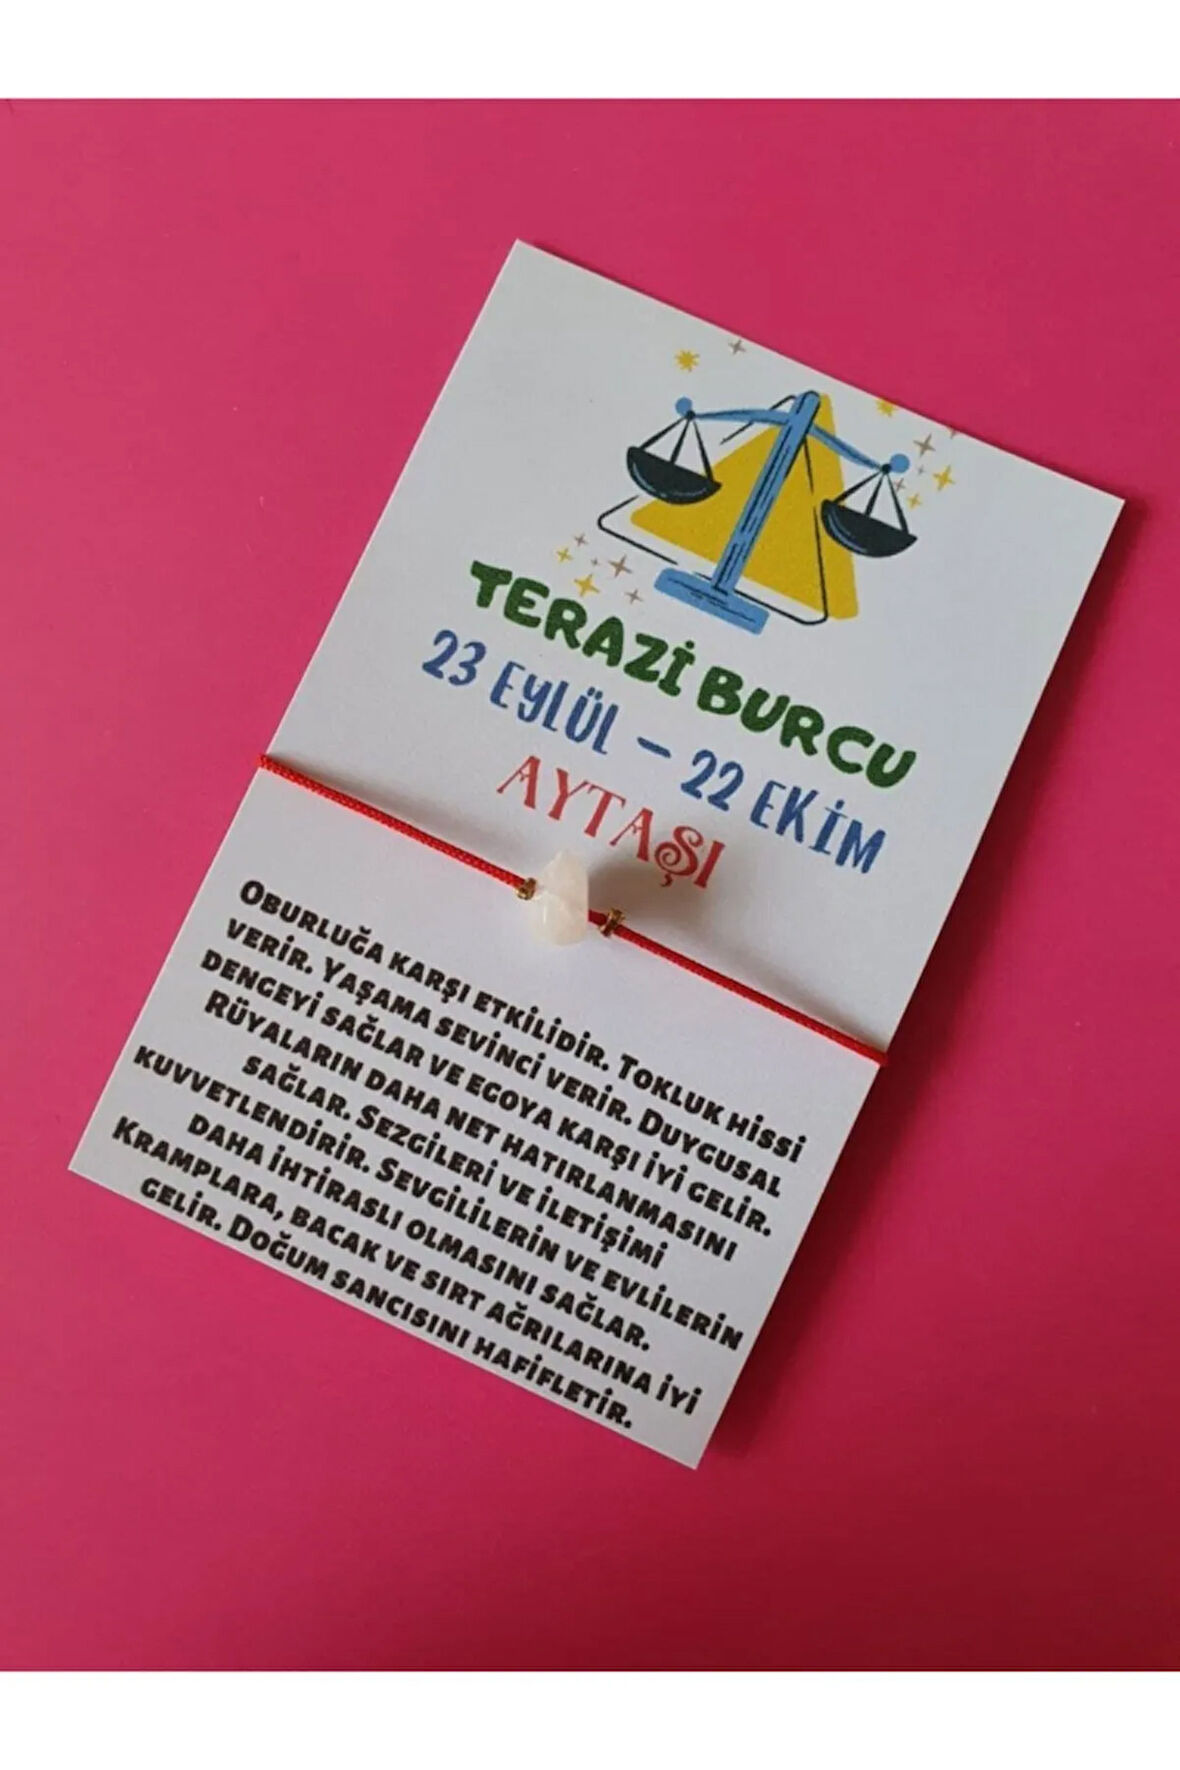 TERAZİ BURCU
23 EYLÜL - 22 EKİM
AYTAŞI
OBURLUĞA KARŞI ETKİLİDİR. TOKLUK HİSSİ
VERİR. YAŞAMA SEVİNCİ VERİR. DUYGUSAL
DENGEYİ SAĞLAR VE EGOYA KARŞI İYİ GELİR.
RÜYALARIN DAHA NET HATIRLANMASINI
SAĞLAR. SEZGİLERİ VE İLETİŞİMİ
KUVVETLENDİRİR. SEVGİLİLERİN VE EVLİLERİN
DAHA İHTİRASLI OLMASINI SAĞLAR.
KRAMPLARA, BACAK VE SIRT AĞRILARINA İYİ
GELİR. DOĞUM SANCISINI HAFİFLETİR.